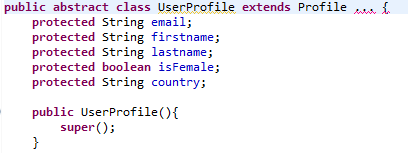 public abstract class UserProfile extends Profile ... {
    protected String email;
    protected String firstname;
    protected String lastname;
    protected boolean isFemale;
    protected String country;

    public UserProfile(){
        super();
    }